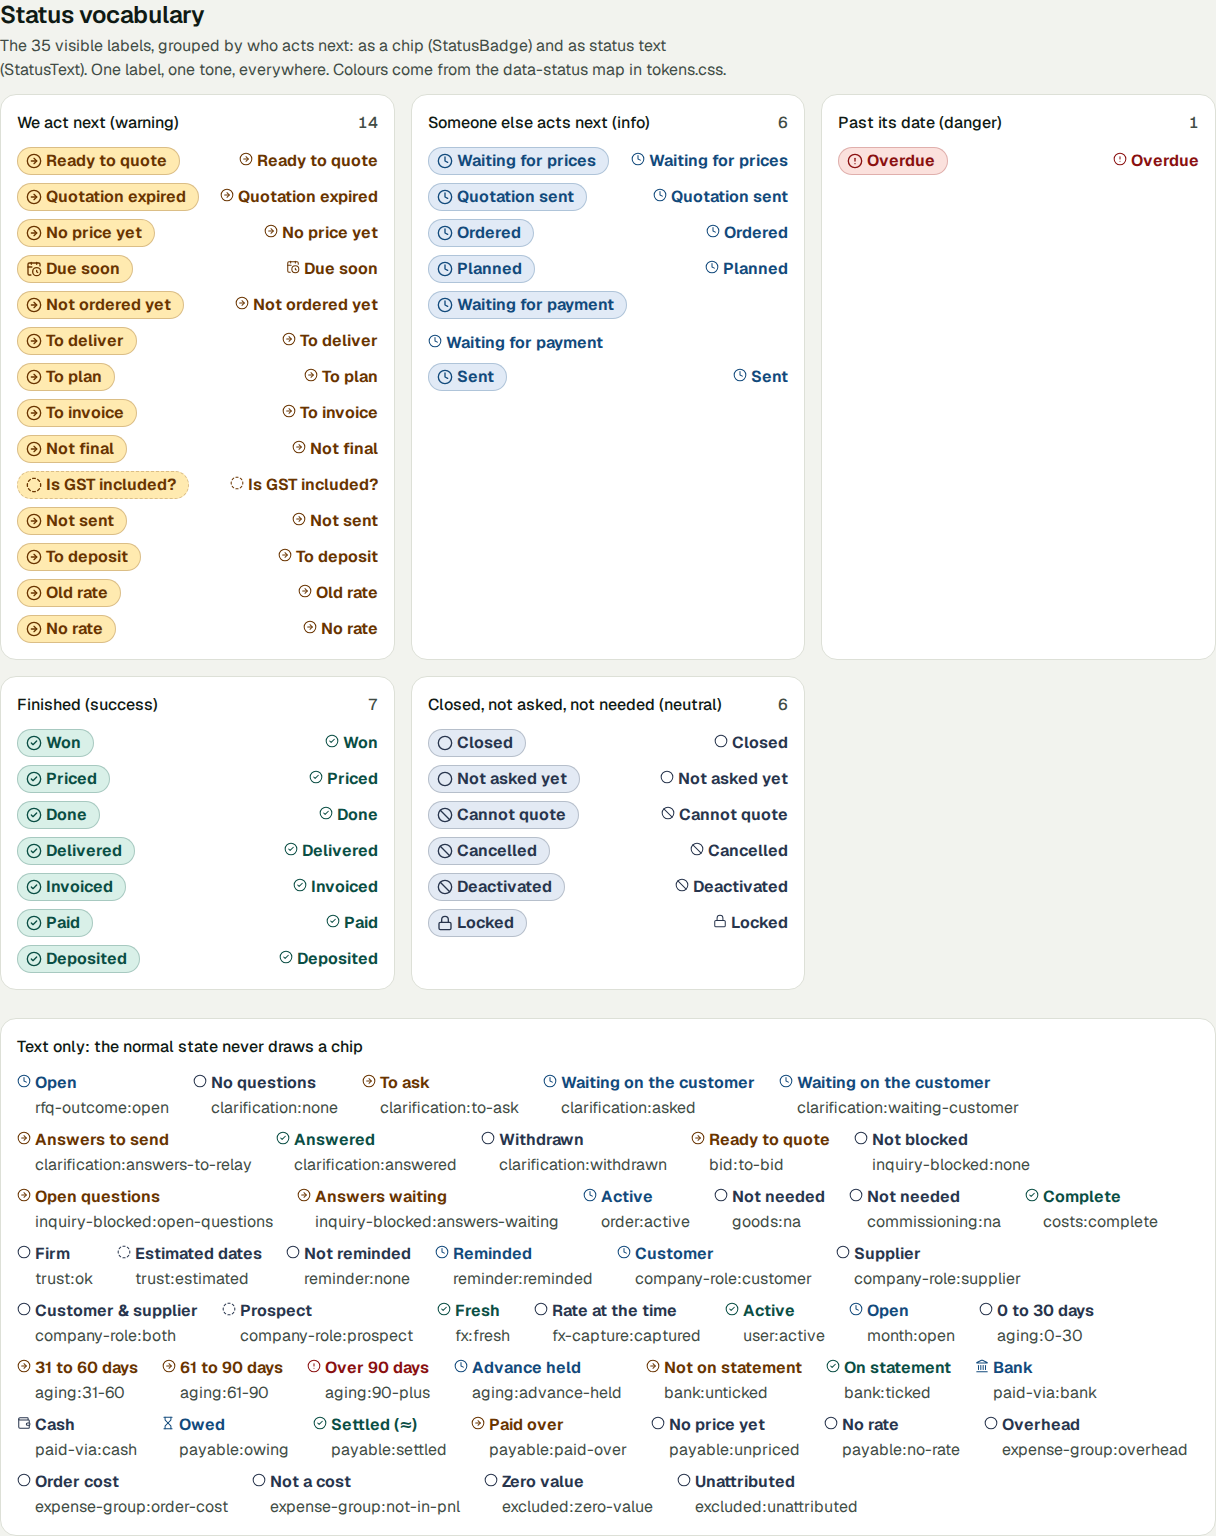 Status vocabulary
The 35 visible labels, grouped by who acts next: as a chip (StatusBadge) and as status text
(StatusText). One label, one tone, everywhere. Colours come from the data-status map in tokens.css.
We act next (warning) 14
Ready to quote Ready to quote
Quotation expired Quotation expired
No price yet No price yet
Due soon Due soon
Not ordered yet Not ordered yet
To deliver To deliver
To plan To plan
To invoice To invoice
Not final Not final
Is GST included? Is GST included?
Not sent Not sent
To deposit To deposit
Old rate Old rate
No rate No rate
Someone else acts next (info) 6
Waiting for prices Waiting for prices
Quotation sent Quotation sent
Ordered Ordered
Planned Planned
Waiting for payment
Waiting for payment
Sent Sent
Past its date (danger) 1
Overdue Overdue
Finished (success) 7
Won Won
Priced Priced
Done Done
Delivered Delivered
Invoiced Invoiced
Paid Paid
Deposited Deposited
Closed, not asked, not needed (neutral) 6
Closed Closed
Not asked yet Not asked yet
Cannot quote Cannot quote
Cancelled Cancelled
Deactivated Deactivated
Locked Locked
Text only: the normal state never draws a chip
Open No questions To ask Waiting on the customer Waiting on the customer
rfq-outcome:open clarification:none clarification:to-ask clarification:asked clarification:waiting-customer
Answers to send Answered Withdrawn Ready to quote Not blocked
clarification:answers-to-relay clarification:answered clarification:withdrawn bid:to-bid inquiry-blocked:none
Open questions Answers waiting Active Not needed Not needed Complete
inquiry-blocked:open-questions inquiry-blocked:answers-waiting order:active goods:na commissioning:na costs:complete
Firm Estimated dates Not reminded Reminded Customer Supplier
trust:ok trust:estimated reminder:none reminder:reminded company-role:customer company-role:supplier
Customer & supplier Prospect Fresh Rate at the time Active Open 0 to 30 days
company-role:both company-role:prospect fx:fresh fx-capture:captured user:active month:open aging:0-30
31 to 60 days 61 to 90 days Over 90 days Advance held Not on statement On statement Bank
aging:31-60 aging:61-90 aging:90-plus aging:advance-held bank:unticked bank:ticked paid-via:bank
Cash Owed Settled (≈) Paid over No price yet No rate Overhead
paid-via:cash payable:owing payable:settled payable:paid-over payable:unpriced payable:no-rate expense-group:overhead
Order cost Not a cost Zero value Unattributed
expense-group:order-cost expense-group:not-in-pnl excluded:zero-value excluded:unattributed